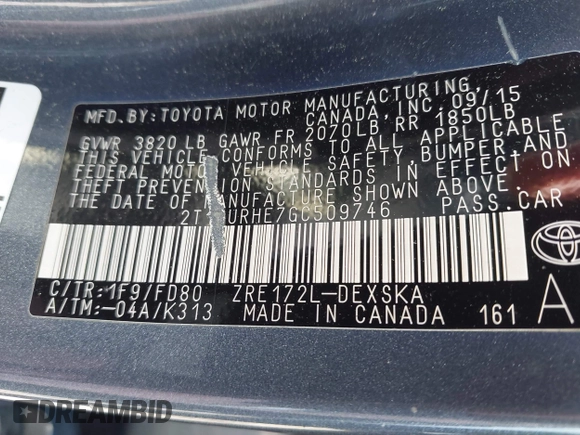 MFD.BY: TOYOTA MOTOR MANUFACTURING,
CANADA, INC. 09/15
GVWR 3820 LB GAWR FR 2070LB, RR 1850LB
THIS VEHICLE CONFORMS TO ALL APPLICABLE
FEDERAL MOTOR VEHICLE SAFETY, BUMPER, AND
THEFT PREVENTION STANDARDS IN EFFECT ON
THE DATE OF MANUFACTURE SHOWN ABOVE.
PASS. CAR
C/TR: 1F9/FD80 ZRE172L-DEXSKA
A/TM: -04A/K313 MADE IN CANADA 161
A
DREAMBID